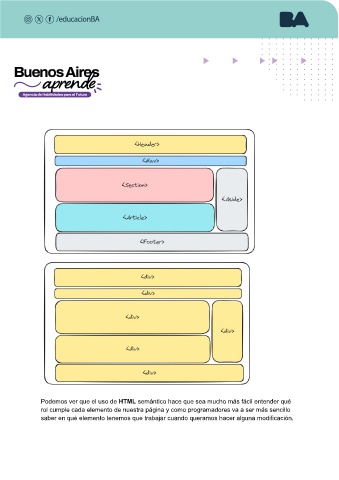 /educacionBA
BA
Buenos Aires
aprende
Agencia de Habilidades para el Futuro
<Header>
<Nav>
<Section>
<Aside>
<Article>
<Footer>
<div>
<div>
<div>
<div>
<div>
<div>
Podemos ver que el uso de HTML semántico hace que sea mucho más fácil entender qué
rol cumple cada elemento de nuestra página y como programadores va a ser más sencillo
saber en qué elemento tenemos que trabajar cuando queramos hacer alguna modificación.